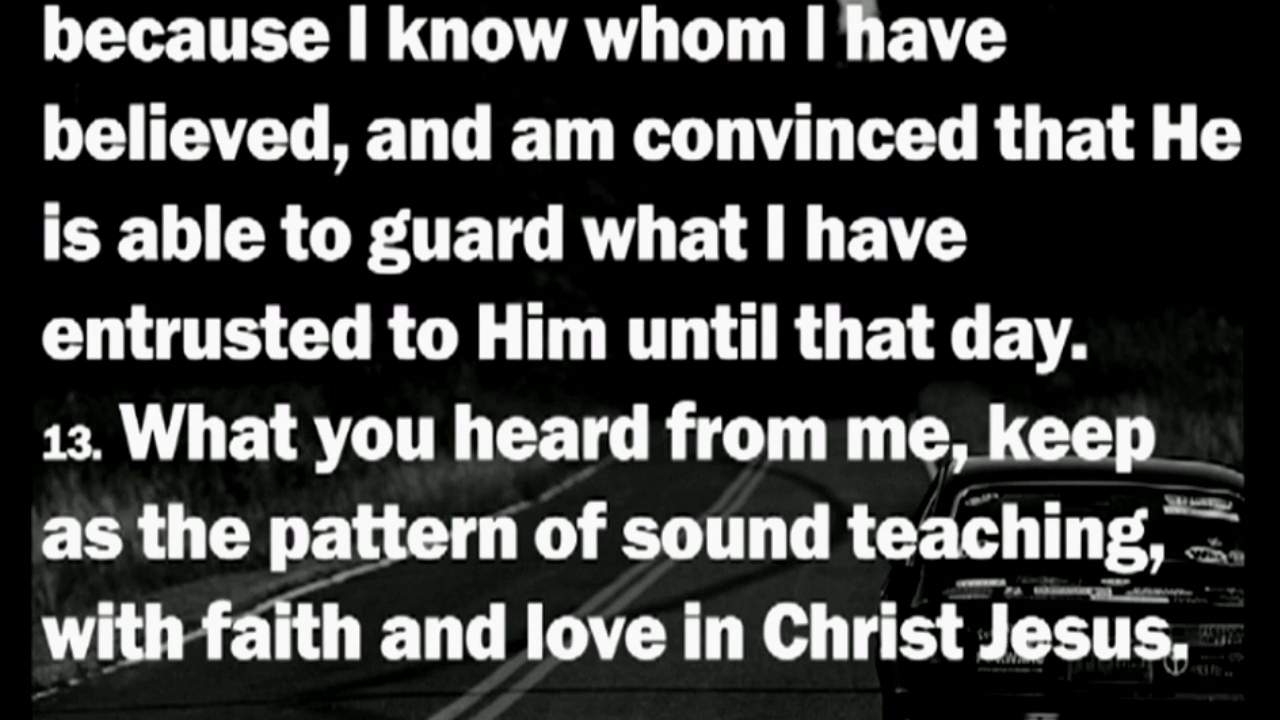 because I know whom I have
believed, and am convinced that He
is able to guard what I have
entrusted to Him until that day.
13. What you heard from me, keep
as the pattern of sound teaching,
with faith and love in Christ Jesus.